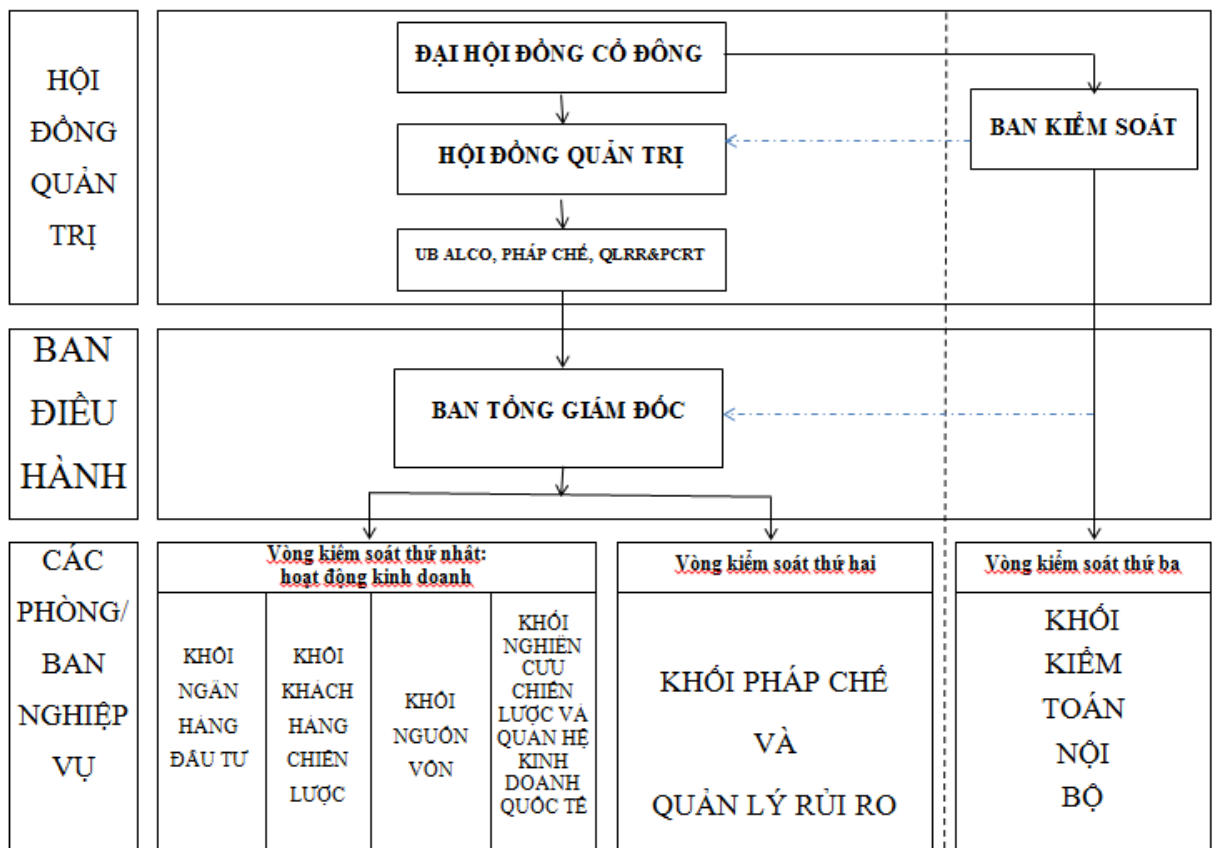 HỘI
ĐỒNG
QUẢN
TRỊ
ĐẠI HỘI ĐỒNG CỔ ĐÔNG
BAN KIỂM SOÁT
HỘI ĐỒNG QUẢN TRỊ
UB ALCO, PHÁP CHẾ, QLRR&PCRT
BAN
ĐIỀU
HÀNH
BAN TỔNG GIÁM ĐỐC
CÁC
PHÒNG/
BAN
NGHIỆP
VỤ
Vòng kiểm soát thứ nhất:
hoạt động kinh doanh
KHỐI
NGÂN
HÀNG
ĐẦU TƯ
KHỐI
KHÁCH
HÀNG
CHIẾN
LƯỢC
KHỐI
NGUỒN
VỐN
KHỐI
NGHIÊN
CỨU
CHIẾN
LƯỢC VÀ
QUAN HỆ
KINH
DOANH
QUỐC TẾ
Vòng kiểm soát thứ hai
KHỐI PHÁP CHẾ
VÀ
QUẢN LÝ RỦI RO
Vòng kiểm soát thứ ba
KHỐI
KIỂM
TOÁN
NỘI
BỘ